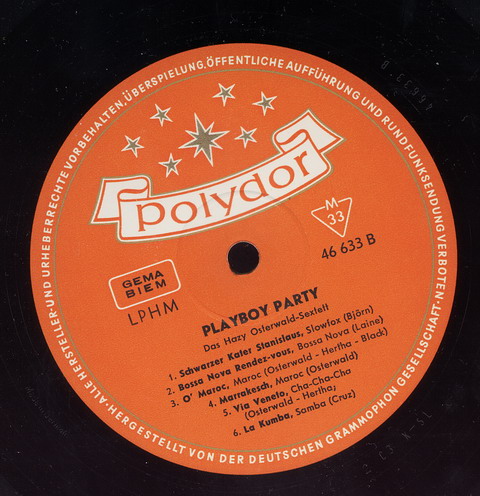 ALLE HERSTELLER- UND URHEBERRECHTE VORBEHALTEN, ÜBERSPIELUNG, ÖFFENTLICHE AUFFÜHRUNG UND RUNDFUNKSENDUNG VERBOTEN
HERGESTELLT VON DER DEUTSCHEN GRAMMOPHON GESELLSCHAFT
polydor
M
33
46 633 B
GEMA
BIEM
LPHM
PLAYBOY PARTY
Das Hazy Osterwald-Sextett
1. Schwarzer Kater Stanislaus, Slowfox (Björn)
2. Bossa Nova Rendez-vous, Bossa Nova (Laine)
3. O' Maroc, Maroc (Osterwald - Hertha - Black)
4. Marrakesch, Maroc (Osterwald)
5. Via Veneto, Cha-Cha-Cha
(Osterwald - Hertha)
6. La Kumba, Samba (Cruz)